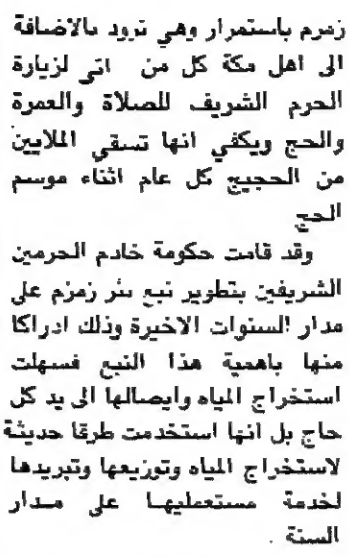 زمزم باستمرار وهي تزود بالاضافة
الى اهل مكة كل من اتى لزيارة
الحرم الشريف للصلاة والعمرة
والحج ويكفي انها تسقي الملايين
من الحجيج كل عام اثناء موسم
الحج
وقد قامت حكومة خادم الحرمين
الشريفين بتطوير نبع بئر زمزم على
مدار السنوات الاخيرة وذلك ادراكا
منها باهمية هذا النبع فسهلت
استخراج المياه وايصالها الى يد كل
حاج بل انها استخدمت طرقا حديثة
لاستخراج المياه وتوزيعها وتبريدها
لخدمة مستعمليها على مدار
السنة .